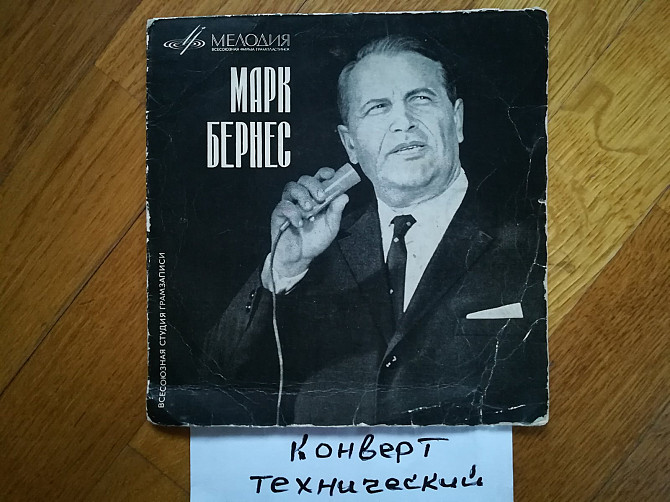 МЕЛОДИЯ
ВСЕСОЮЗНАЯ ФИРМА ГРАМПЛАСТИНОК
МАРК
БЕРНЕС
ВСЕСОЮЗНАЯ СТУДИЯ ГРАМЗАПИСИ
Конверт
технический